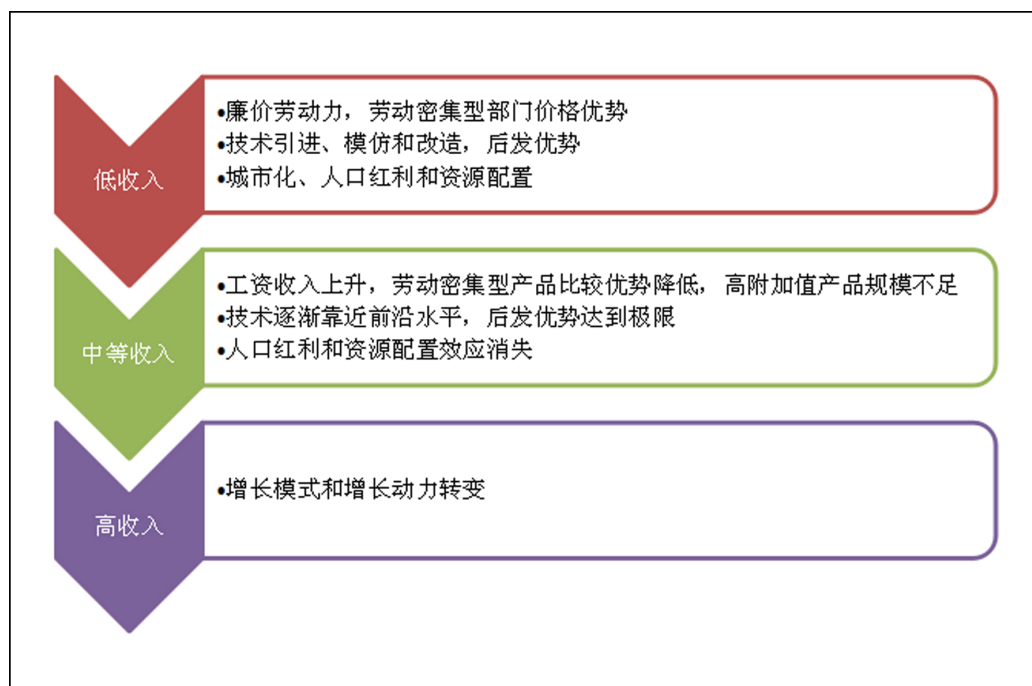 低收入
•廉价劳动力，劳动密集型部门价格优势
•技术引进、模仿和改造，后发优势
•城市化、人口红利和资源配置
中等收入
•工资收入上升，劳动密集型产品比较优势降低，高附加值产品规模不足
•技术逐渐靠近前沿水平，后发优势达到极限
•人口红利和资源配置效应消失
高收入
•增长模式和增长动力转变